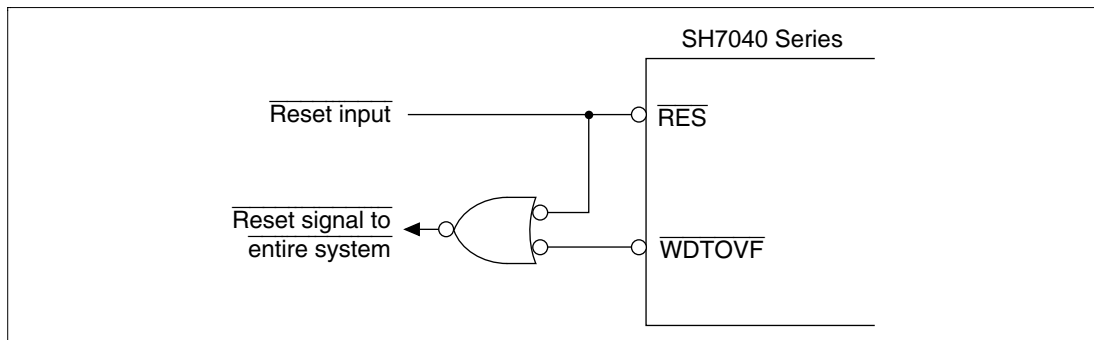 SH7040 Series
Reset input
RES
Reset signal to
entire system
WDTOVF